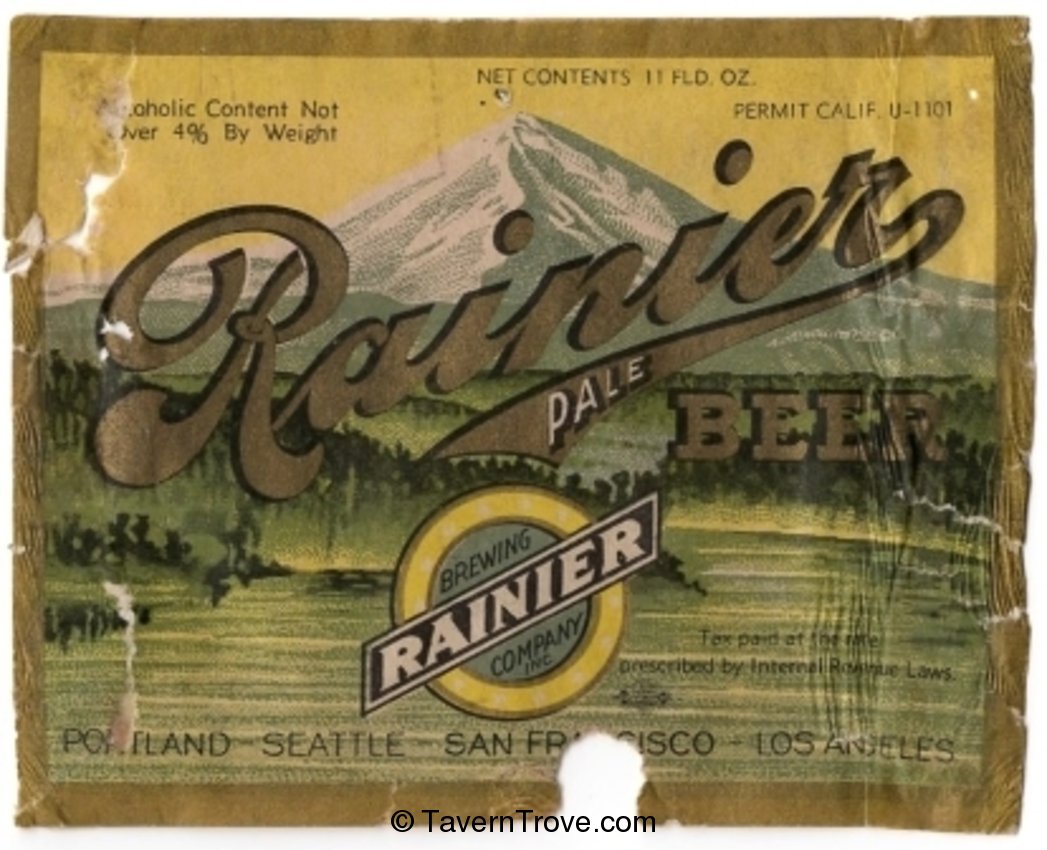 NET CONTENTS 11 FLD. OZ.
Alcoholic Content Not
Over 4% By Weight
PERMIT CALIF. U-1101
Rainier
PALE
BEER
BREWING
RAINIER
COMPANY
INC
Tax paid at the rate
prescribed by Internal Revenue Laws.
PORTLAND - SEATTLE - SAN FRANCISCO - LOS ANGELES
© TavernTrove.com